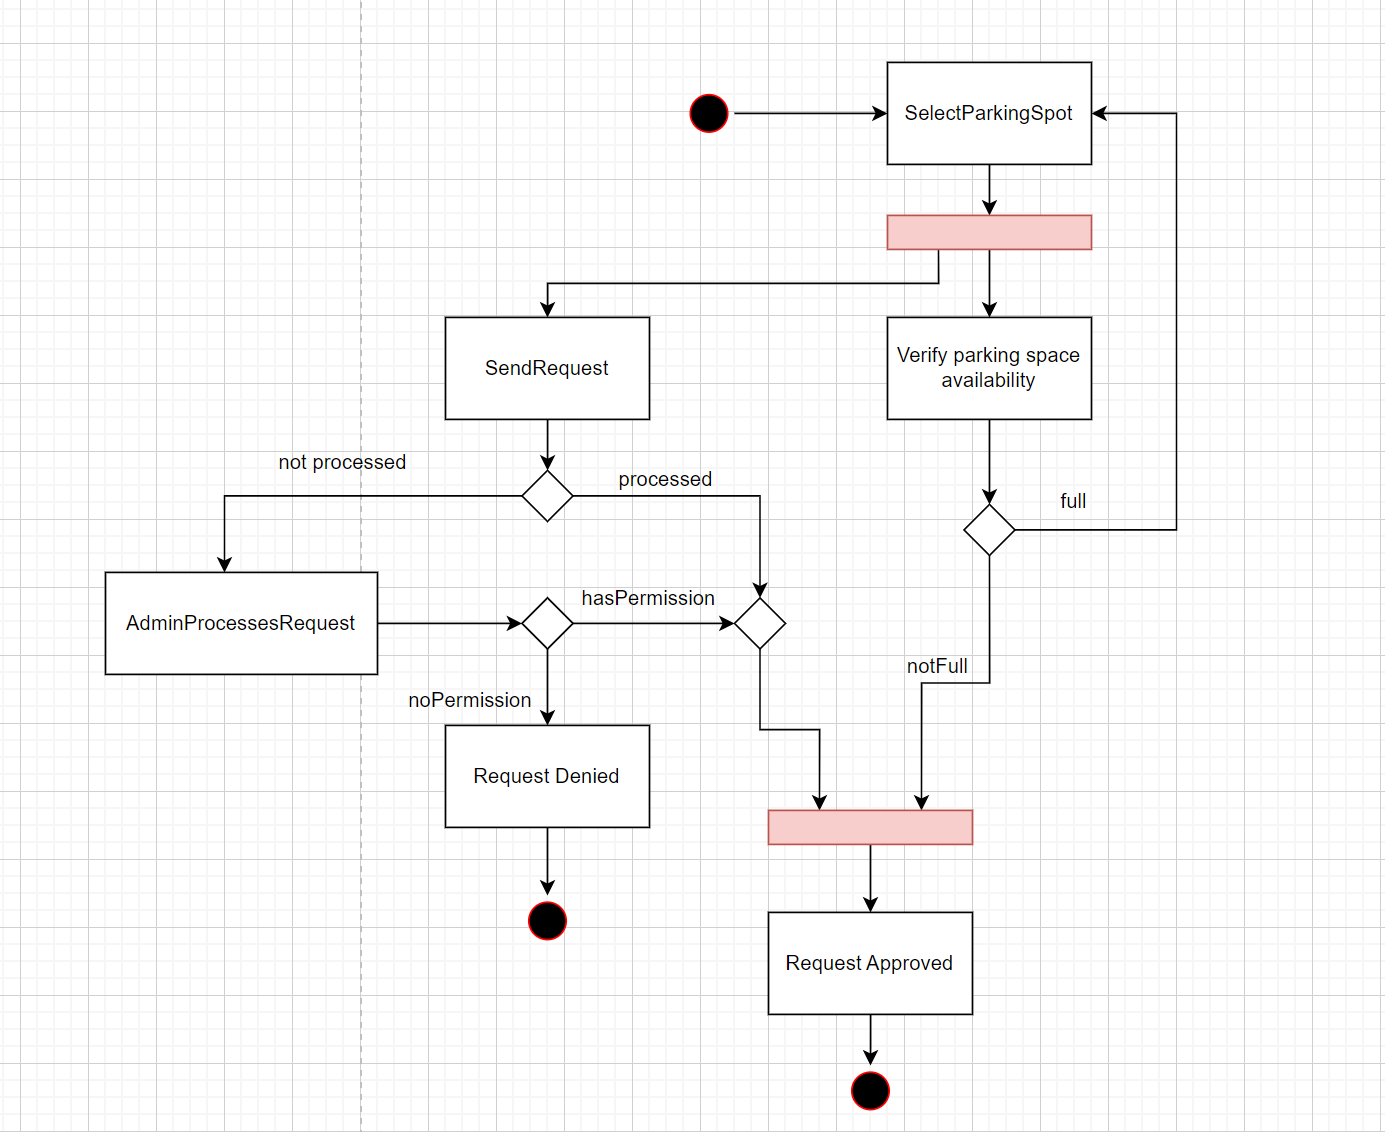 SelectParkingSpot
SendRequest
Verify parking space
availability
not processed
processed
full
AdminProcessesRequest
hasPermission
notFull
noPermission
Request Denied
Request Approved